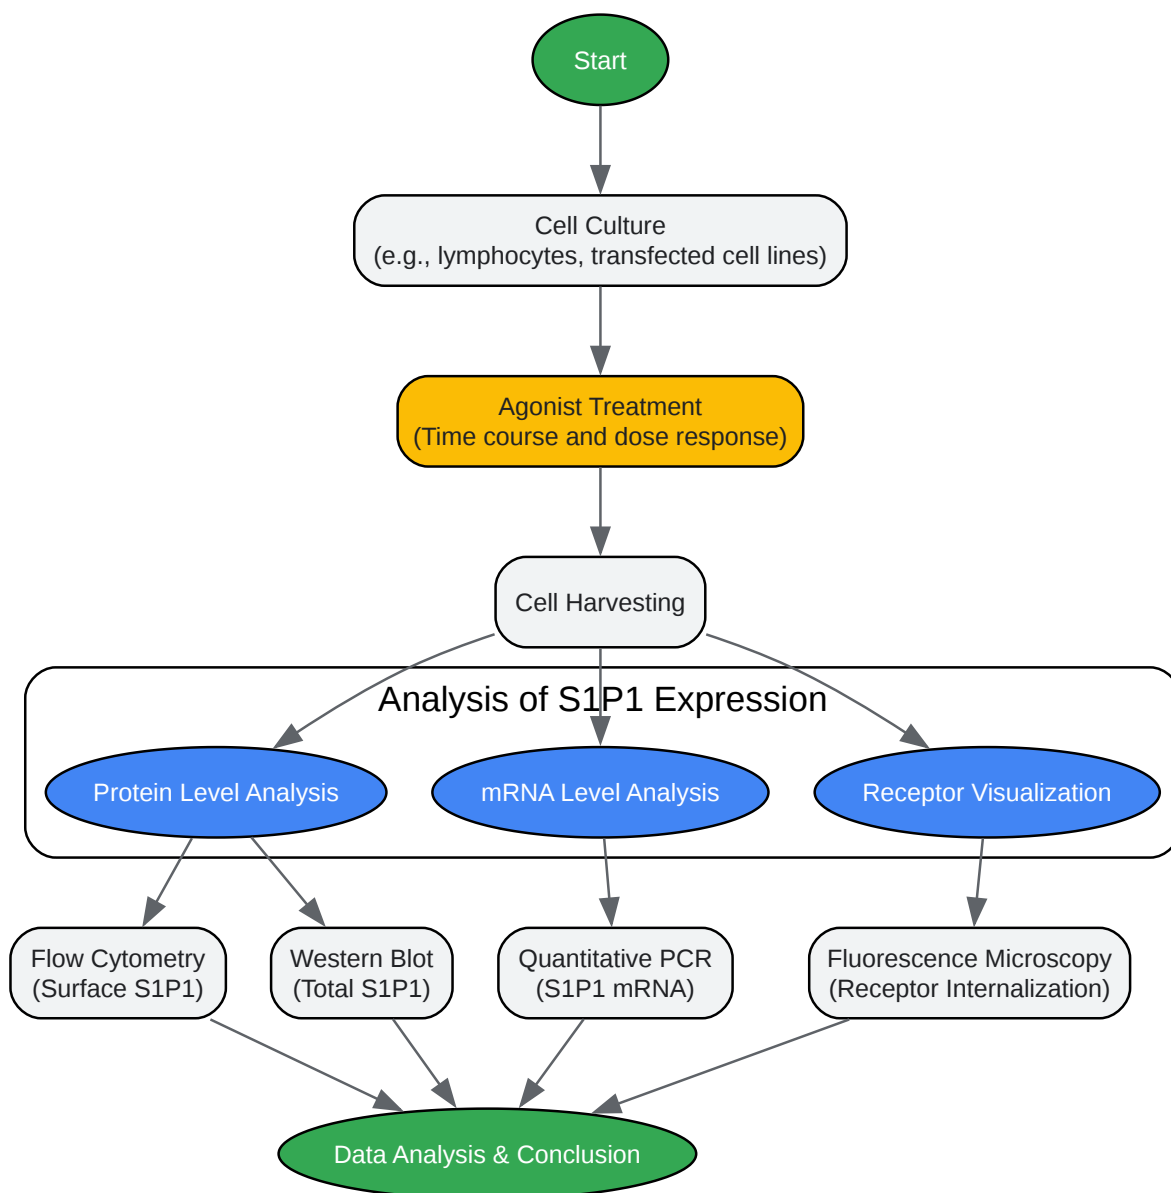 Start
Cell Culture
(e.g., lymphocytes, transfected cell lines)
Agonist Treatment
(Time course and dose response)
Cell Harvesting
Analysis of S1P1 Expression
Protein Level Analysis
mRNA Level Analysis
Receptor Visualization
Flow Cytometry
(Surface S1P1)
Western Blot
(Total S1P1)
Quantitative PCR
(S1P1 mRNA)
Fluorescence Microscopy
(Receptor Internalization)
Data Analysis & Conclusion